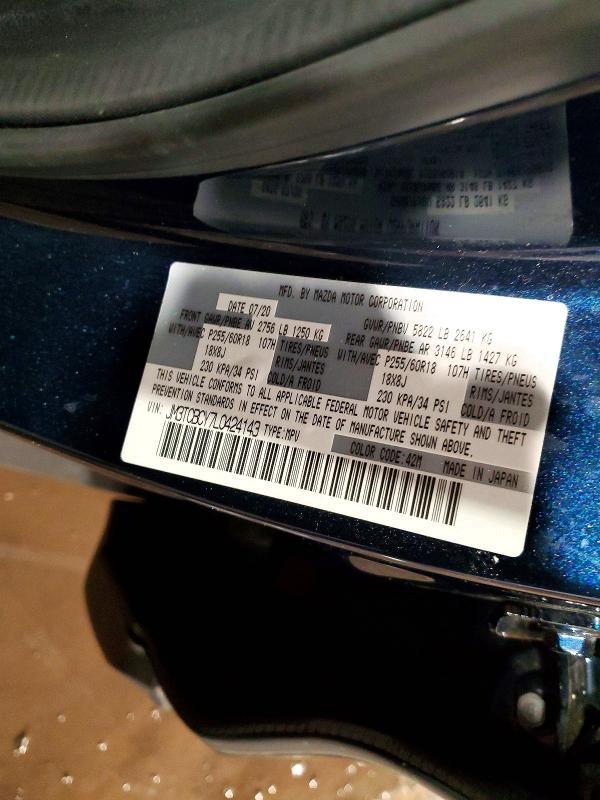 MFD. BY MAZDA MOTOR CORPORATION
DATE 07/20 GVWR/PNBV 5822 LB 2641 KG
FRONT GAWR/PNBE AV 2756 LB 1250 KG REAR GAWR/PNBE AR 3146 LB 1427 KG
WITH/AVEC P255/60R18 107H TIRES/PNEUS WITH/AVEC P255/60R18 107H TIRES/PNEUS
18X8J RIMS/JANTES 18X8J RIMS/JANTES
230 KPA/34 PSI COLD/A FROID 230 KPA/34 PSI COLD/A FROID
THIS VEHICLE CONFORMS TO ALL APPLICABLE FEDERAL MOTOR VEHICLE SAFETY AND THEFT
PREVENTION STANDARDS IN EFFECT ON THE DATE OF MANUFACTURE SHOWN ABOVE.
VIN: JM3TCBCY7L0424143 TYPE:MPV
COLOR CODE:42M MADE IN JAPAN